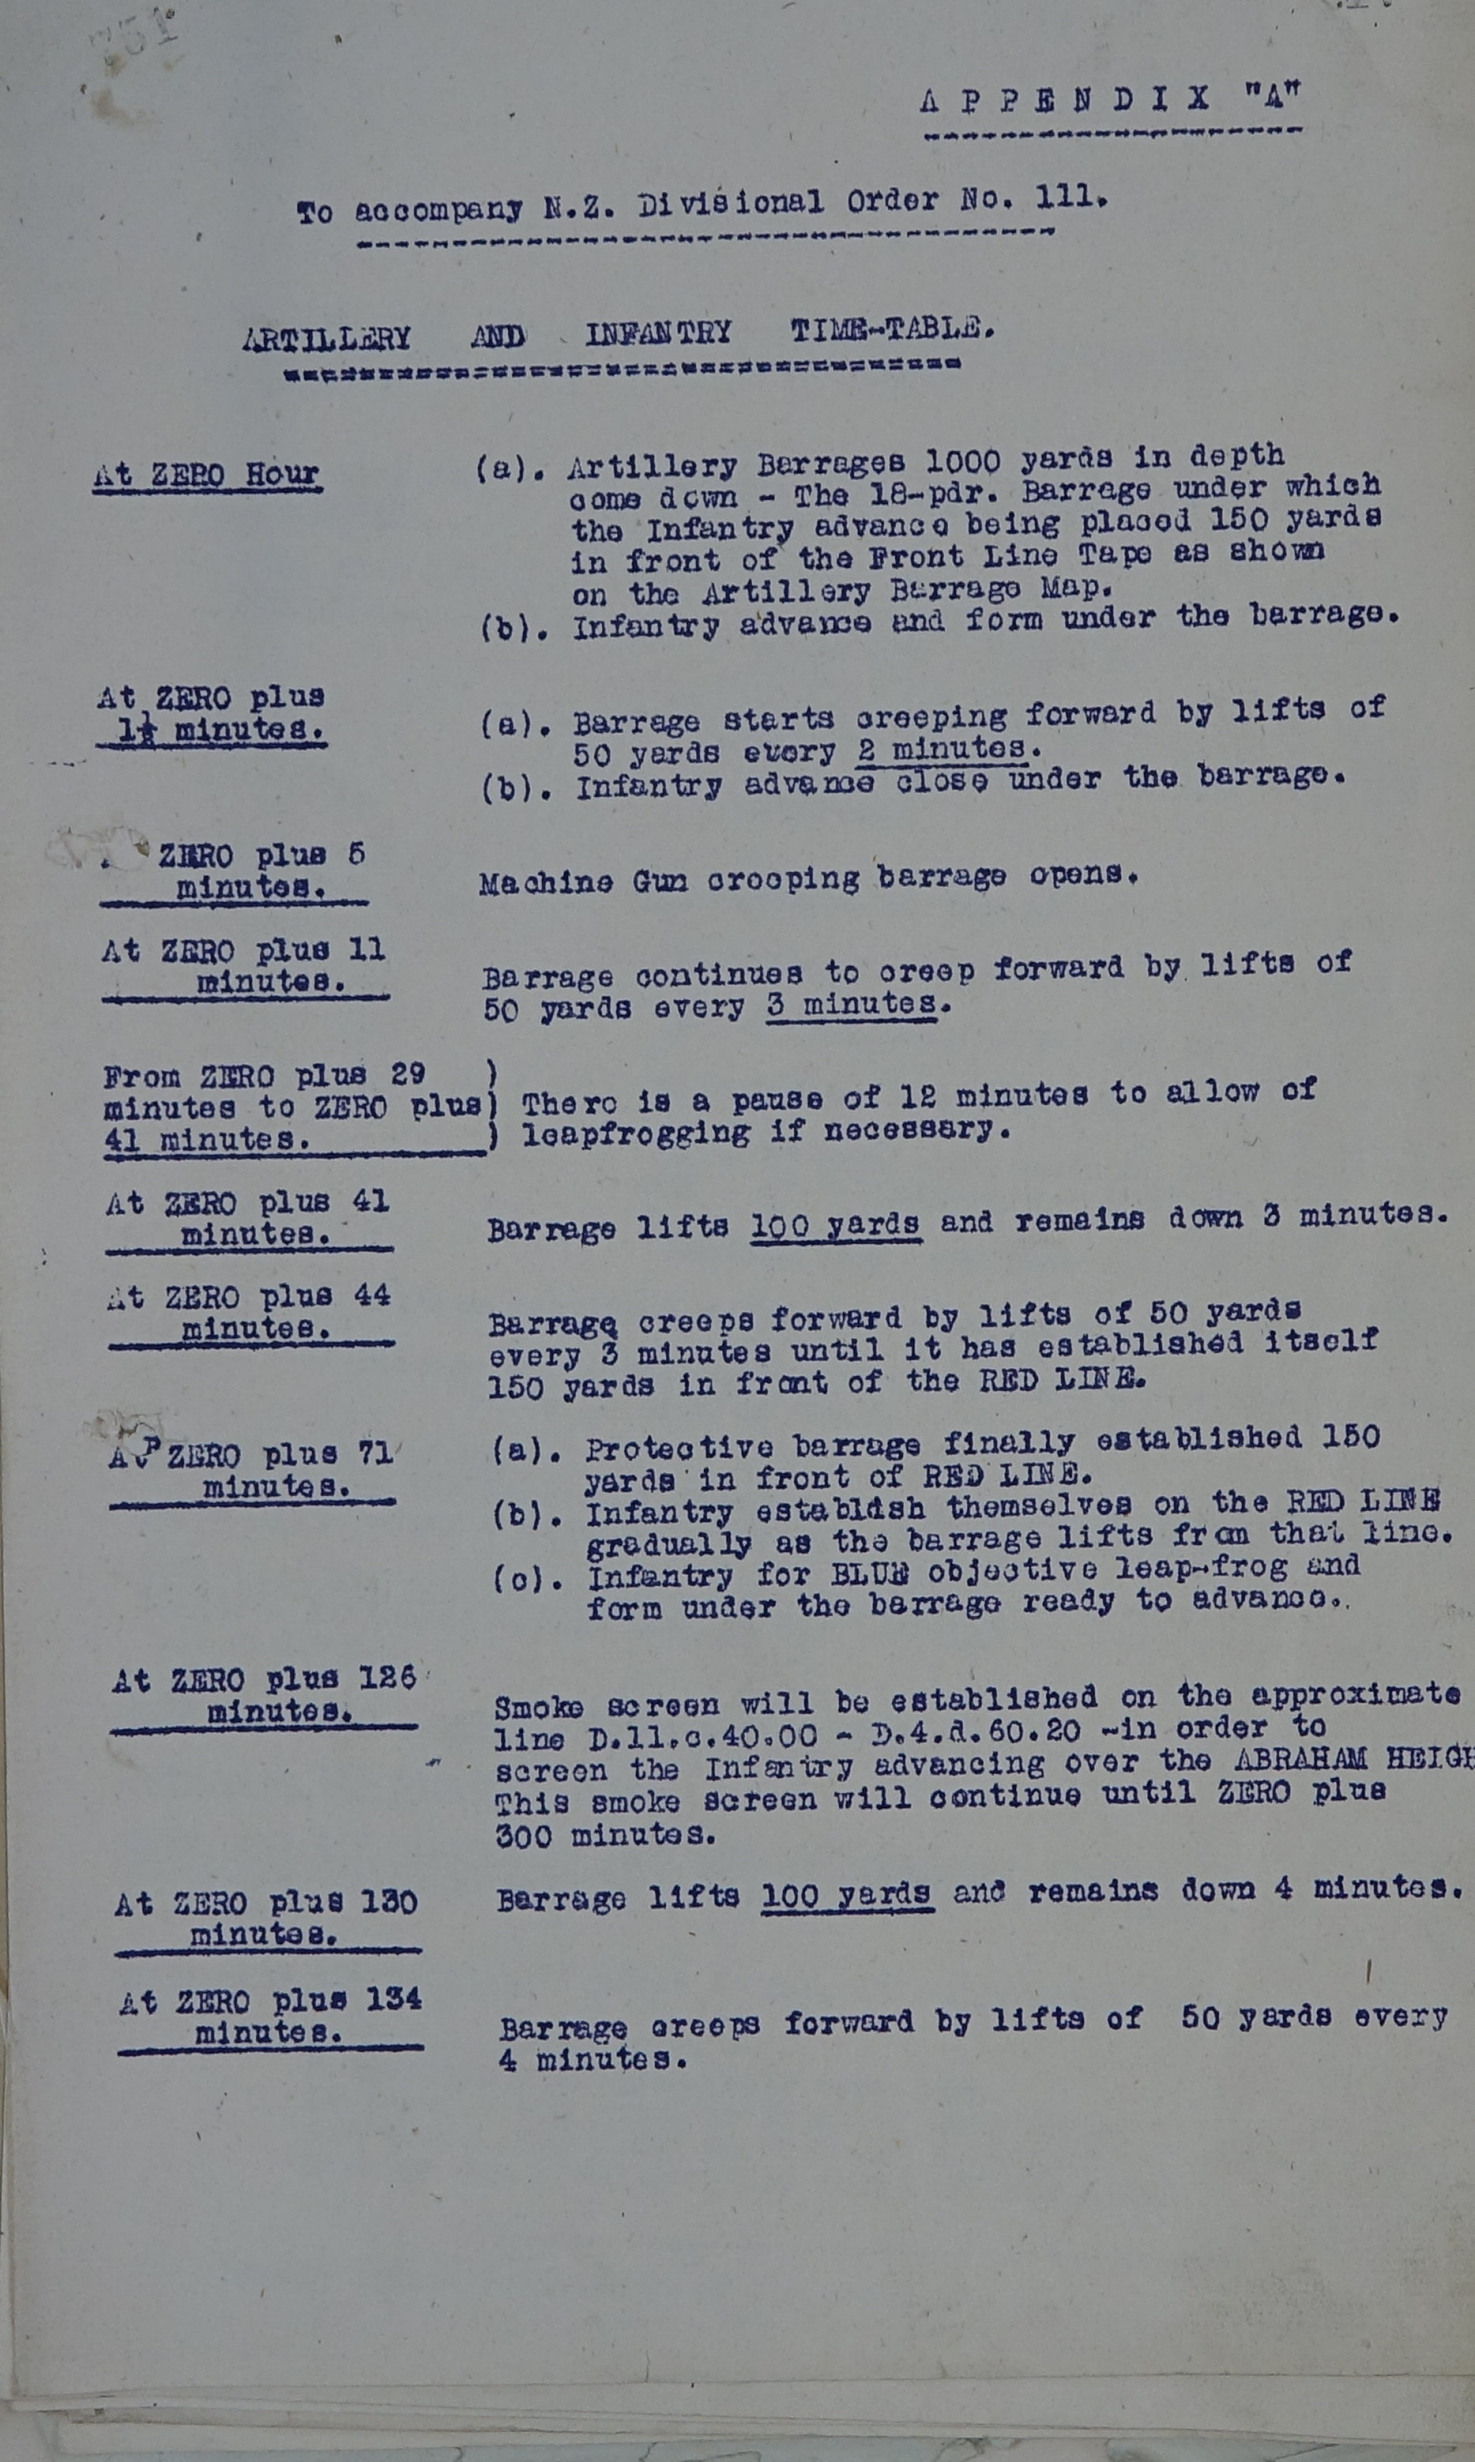 APPENDIX "A"
To accompany N.Z. Divisional Order No. 111.
ARTILLERY AND INFANTRY TIME-TABLE.
At ZERO Hour
(a). Artillery Barrages 1000 yards in depth
come down - The 18-pdr. Barrage under which
the Infantry advance being placed 150 yards
in front of the Front Line Tape as shown
on the Artillery Barrage Map.
(b). Infantry advance and form under the barrage.
At ZERO plus
minutes.
(a). Barrage starts creeping forward by lifts of
50 yards every 2 minutes.
(b). Infantry advance close under the barrage.
ZERO plus 5
minutes.
Machine Gun creeping barrage opens.
At ZERO plus 11
minutes.
Barrage continues to creep forward by lifts of
50 yards every 3 minutes.
From ZERO plus 29 )
minutes to ZERO plus)
41 minutes. )
There is a pause of 12 minutes to allow of
leapfrogging if necessary.
At ZERO plus 41
minutes.
Barrage lifts 100 yards and remains down 3 minutes.
At ZERO plus 44
minutes.
Barrage creeps forward by lifts of 50 yards
every 3 minutes until it has established itself
150 yards in front of the RED LINE.
At ZERO plus 71
minutes.
(a). Protective barrage finally established 150
yards in front of RED LINE.
(b). Infantry establish themselves on the RED LINE
gradually as the barrage lifts from that line.
(c). Infantry for BLUE objective leap-frog and
form under the barrage ready to advance.
At ZERO plus 126
minutes.
Smoke screen will be established on the approximate
line D.11.c.40.00 - D.4.d.60.20 -in order to
screen the Infantry advancing over the ABRAHAM HEIGH
This smoke screen will continue until ZERO plus
300 minutes.
At ZERO plus 130
minutes.
Barrage lifts 100 yards and remains down 4 minutes.
At ZERO plus 134
minutes.
Barrage creeps forward by lifts of 50 yards every
4 minutes.